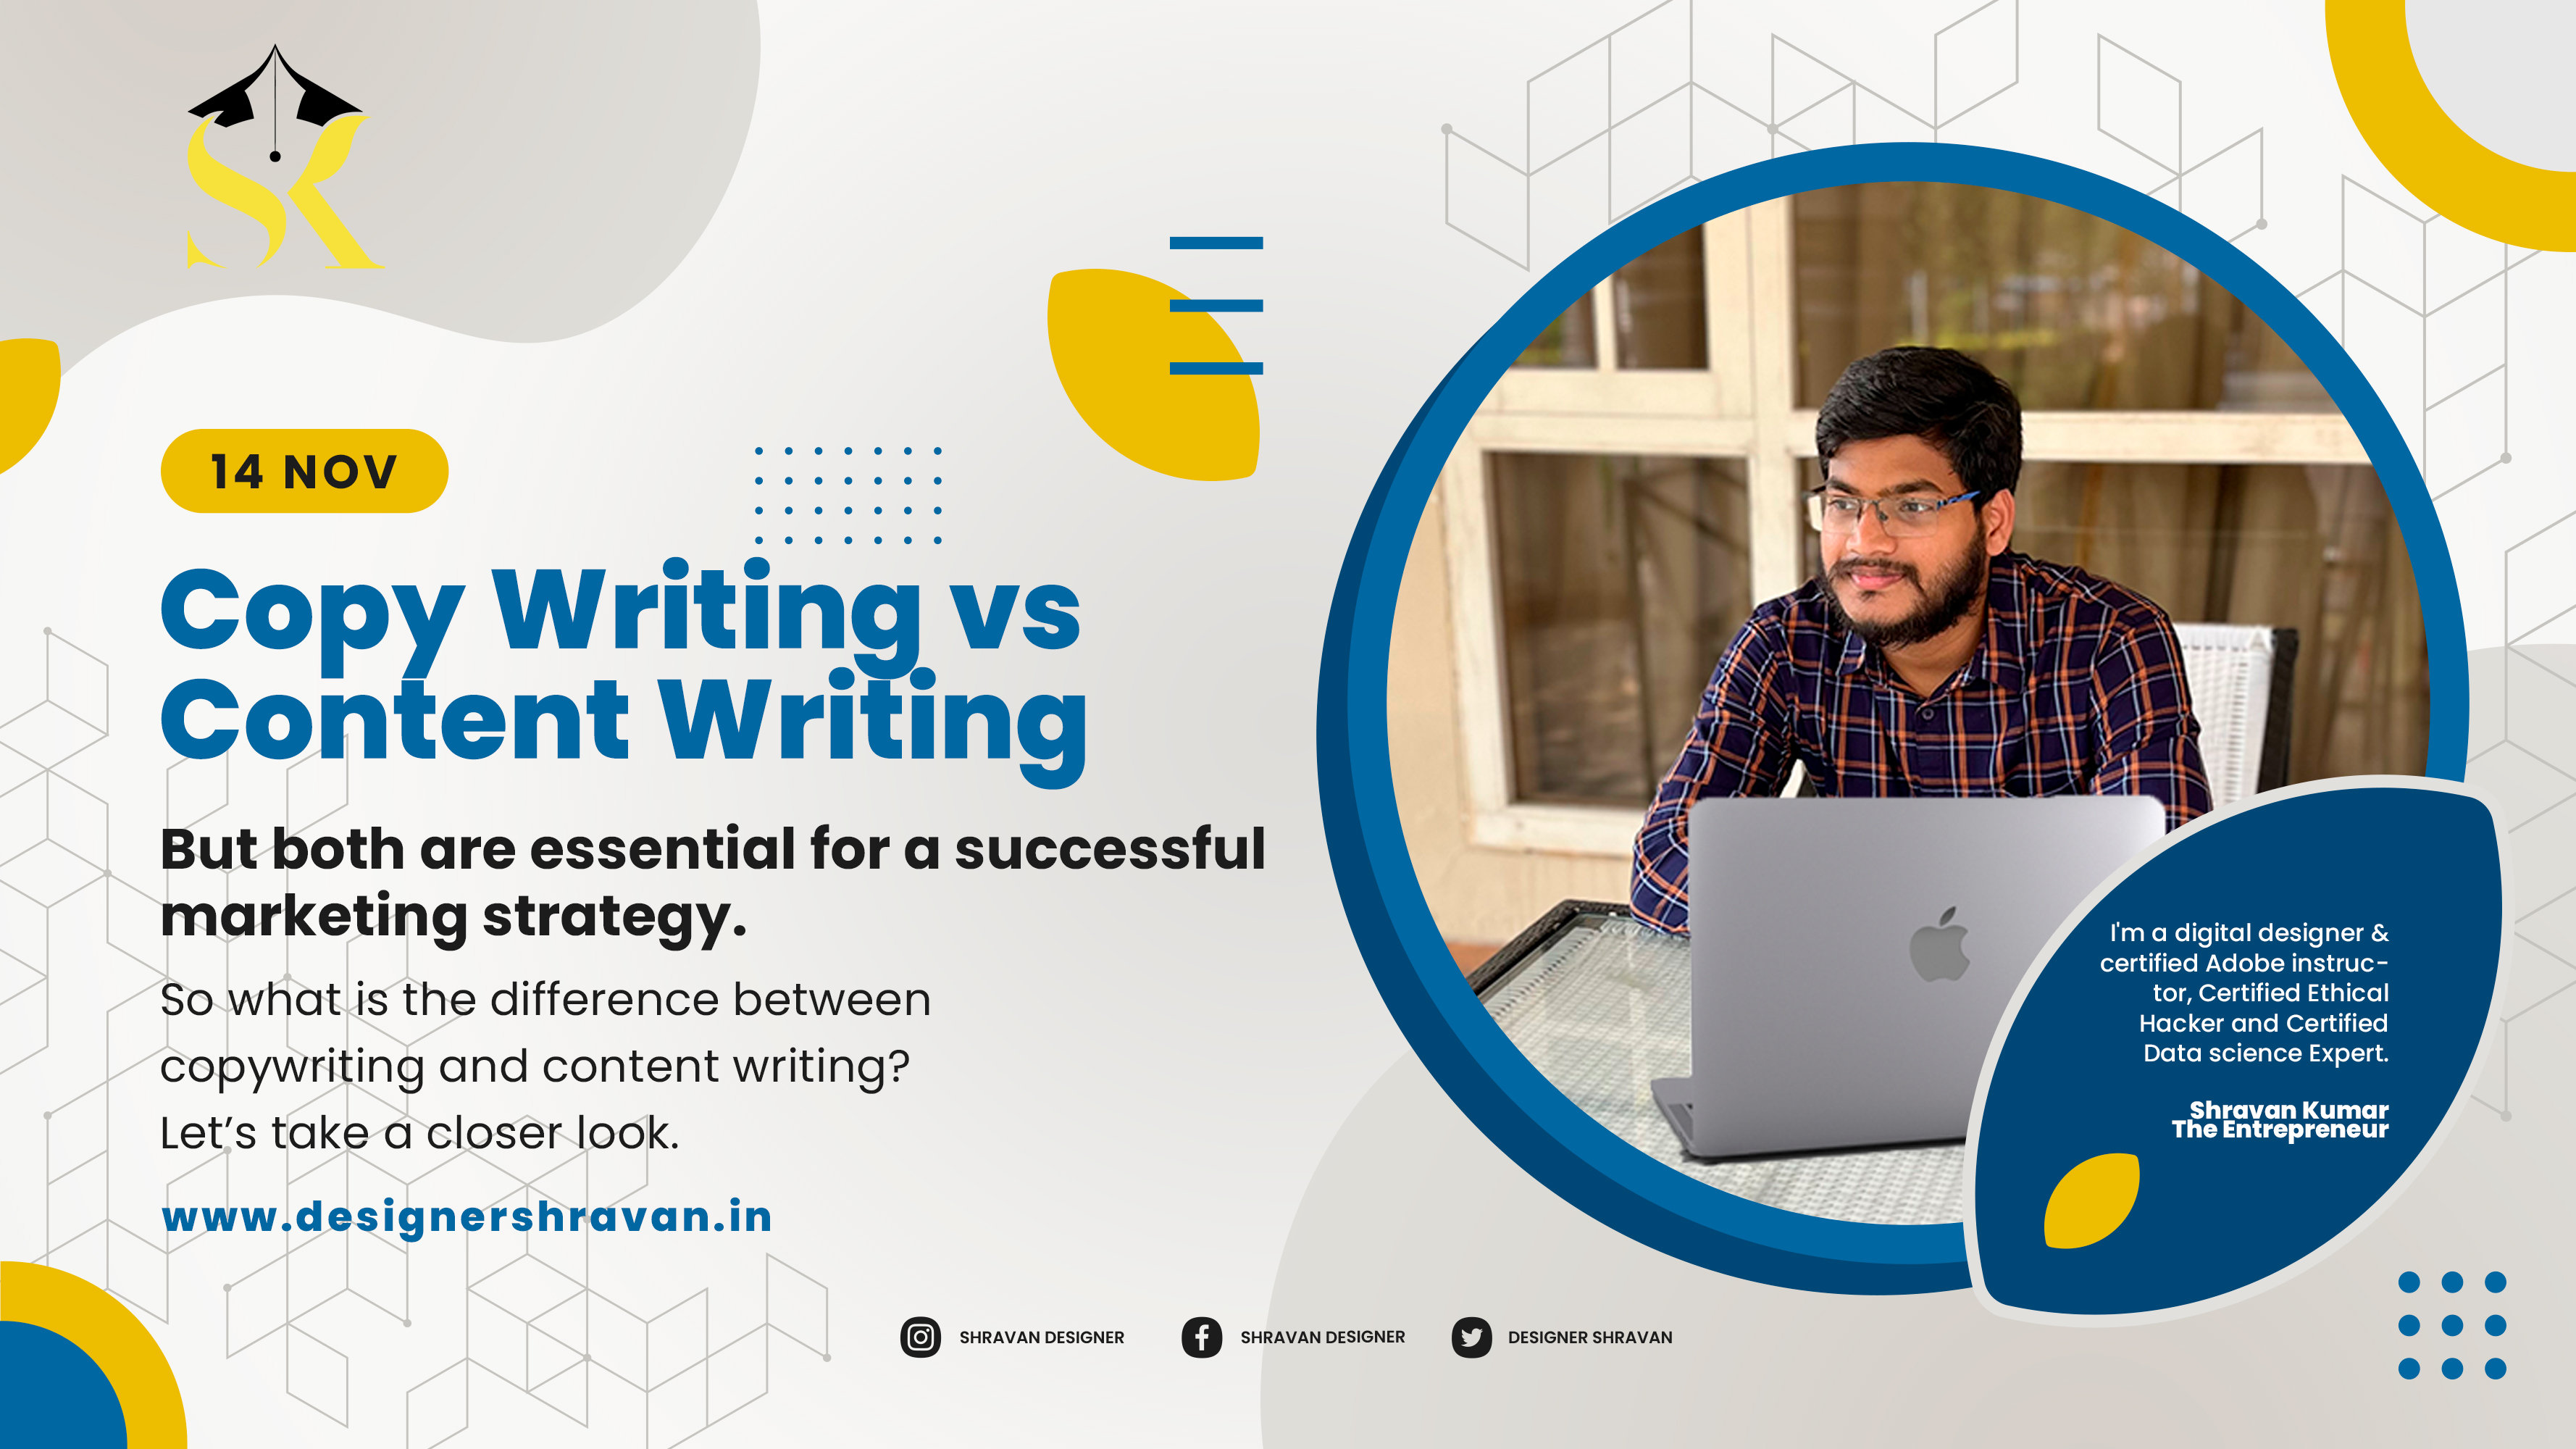 SK
14 NOV
Copy Writing vs
Content Writing
But both are essential for a successful
marketing strategy.
So what is the difference between
copywriting and content writing?
Let’s take a closer look.
www.designershravan.in
I'm a digital designer &
certified Adobe instruc-
tor, Certified Ethical
Hacker and Certified
Data science Expert.
Shravan Kumar
The Entrepreneur
SHRAVAN DESIGNER
SHRAVAN DESIGNER
DESIGNER SHRAVAN